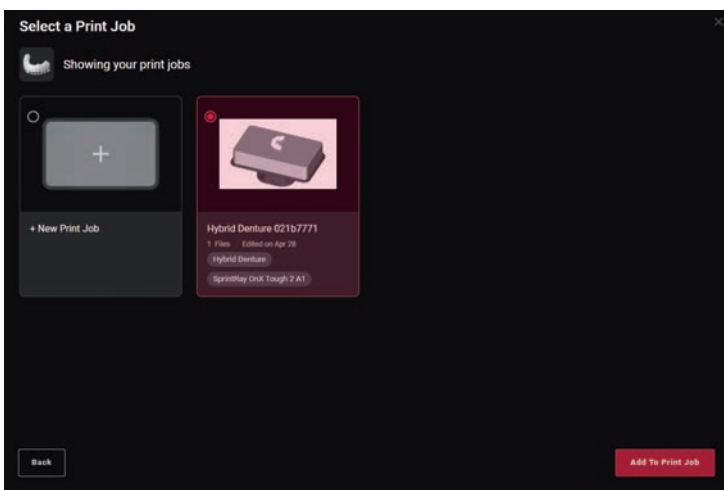 Select a Print Job
Showing your print jobs
+ New Print Job
Hybrid Denture 021b7771
1 Files | Edited on Apr 28
Hybrid Denture
SprintRay OnX Tough 2 A1
Back
Add To Print Job